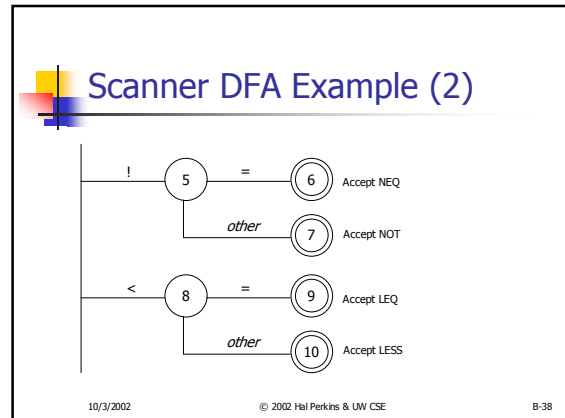 Scanner DFA Example (2)
! 5 = 6 Accept NEQ
other 7 Accept NOT
< 8 = 9 Accept LEQ
other 10 Accept LESS
10/3/2002 © 2002 Hal Perkins & UW CSE B-38